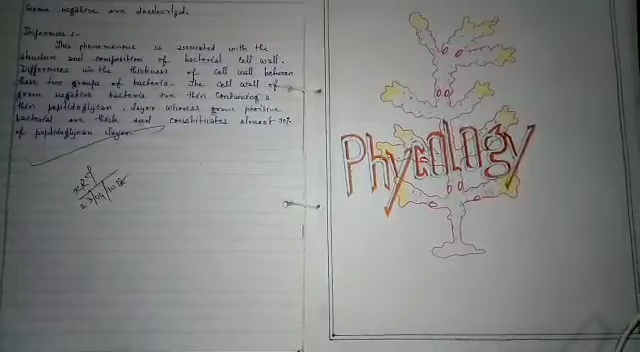 Gram negative are decolourized.
Inference :-
This phenomenon is associated with the
structure and composition of bacterial cell wall.
Differences in the thickness of cell wall between
these two groups of bacteria. The cell wall of
gram negative bacteria are thin containing a
thin peptidoglycan layer whereas gram positive
bacterial are thick and constituates almost 90%
of peptidoglycan layer.
Phycology